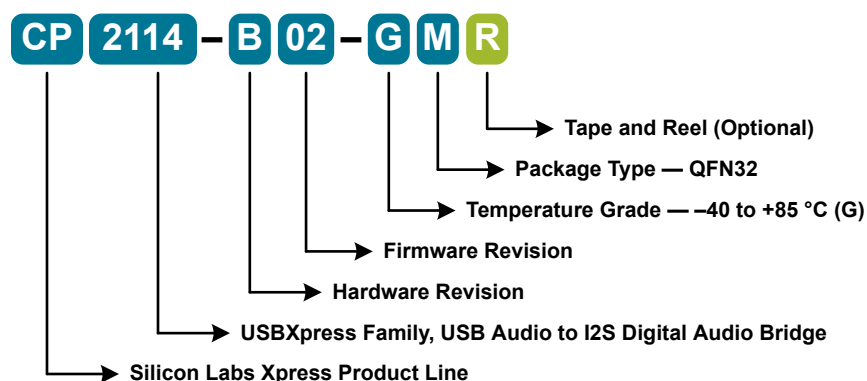 CP 2114 – B 02 – G M R
Tape and Reel (Optional)
Package Type — QFN32
Temperature Grade — –40 to +85 °C (G)
Firmware Revision
Hardware Revision
USBXpress Family, USB Audio to I2S Digital Audio Bridge
Silicon Labs Xpress Product Line